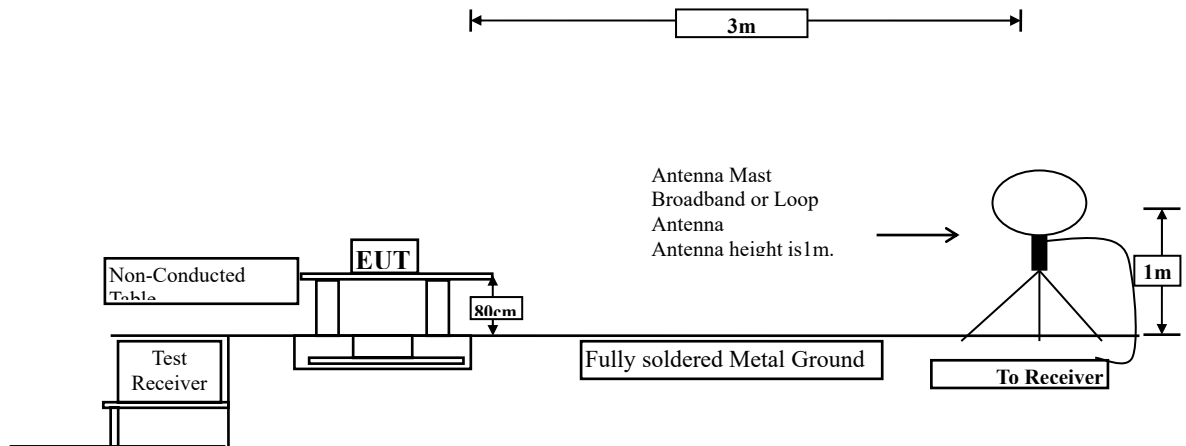 3m
Antenna Mast
Broadband or Loop
Antenna
Antenna height is1m.
EUT
Non-Conducted
Table
80cm
1m
Test
Receiver
Fully soldered Metal Ground
To Receiver